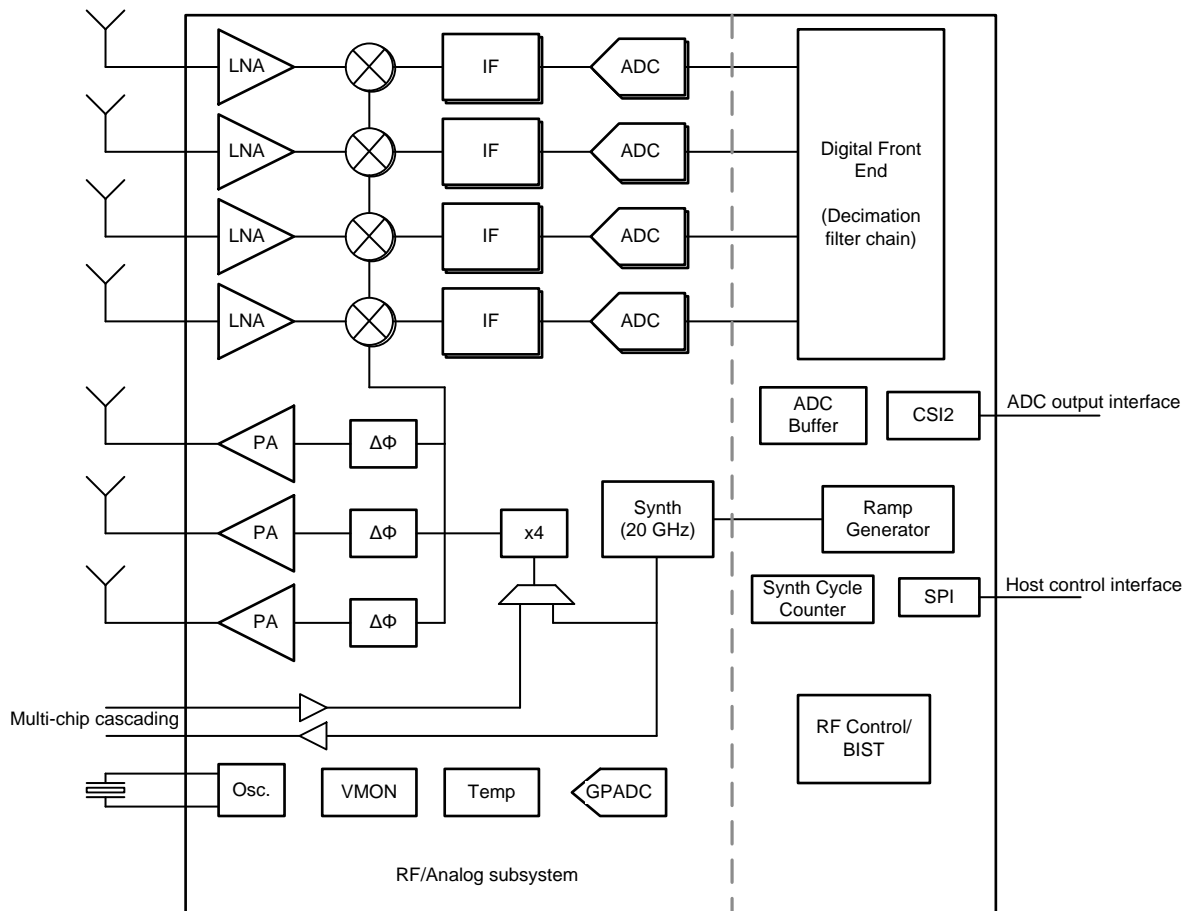 LNA
IF
ADC
LNA
IF
ADC
LNA
IF
ADC
LNA
IF
ADC
Digital Front
End
(Decimation
filter chain)
PA
ΔΦ
PA
ΔΦ
PA
ΔΦ
x4
Synth
(20 GHz)
ADC
Buffer
CSI2
ADC output interface
Ramp
Generator
Synth Cycle
Counter
SPI
Host control interface
Multi-chip cascading
RF Control/
BIST
Osc.
VMON
Temp
GPADC
RF/Analog subsystem